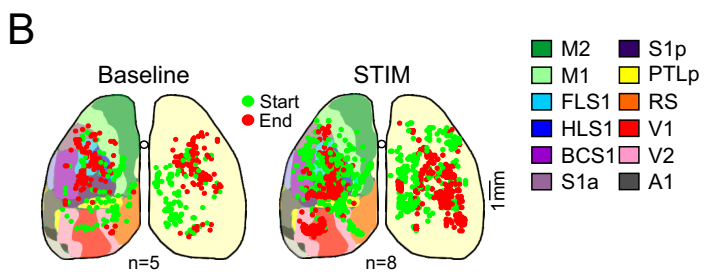 B
Baseline
STIM
Start
End
n=5
n=8
1mm
M2
M1
FLS1
HLS1
BCS1
S1a
S1p
PTLp
RS
V1
V2
A1